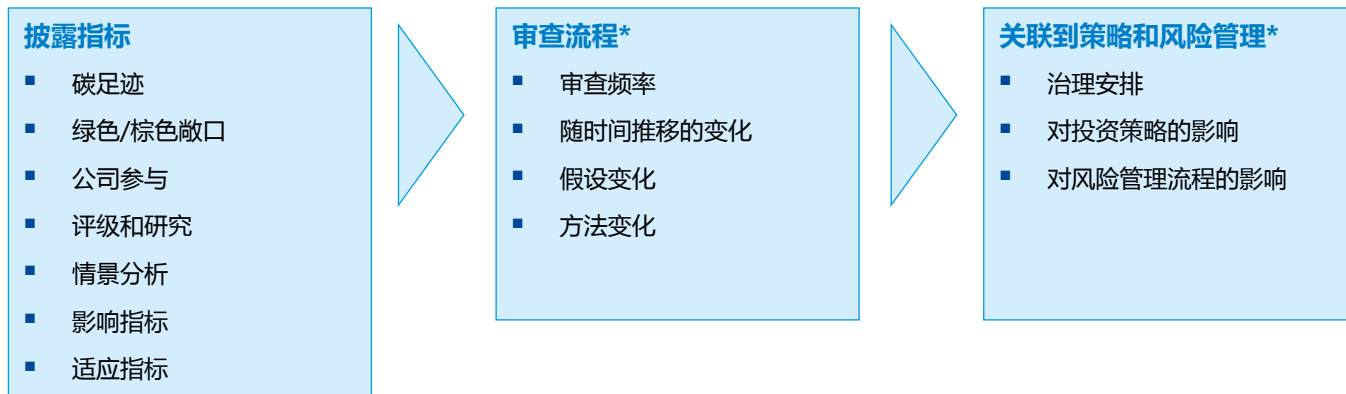 披露指标
▪ 碳足迹
▪ 绿色/棕色敞口
▪ 公司参与
▪ 评级和研究
▪ 情景分析
▪ 影响指标
▪ 适应指标
审查流程*
▪ 审查频率
▪ 随时间推移的变化
▪ 假设变化
▪ 方法变化
关联到策略和风险管理*
▪ 治理安排
▪ 对投资策略的影响
▪ 对风险管理流程的影响